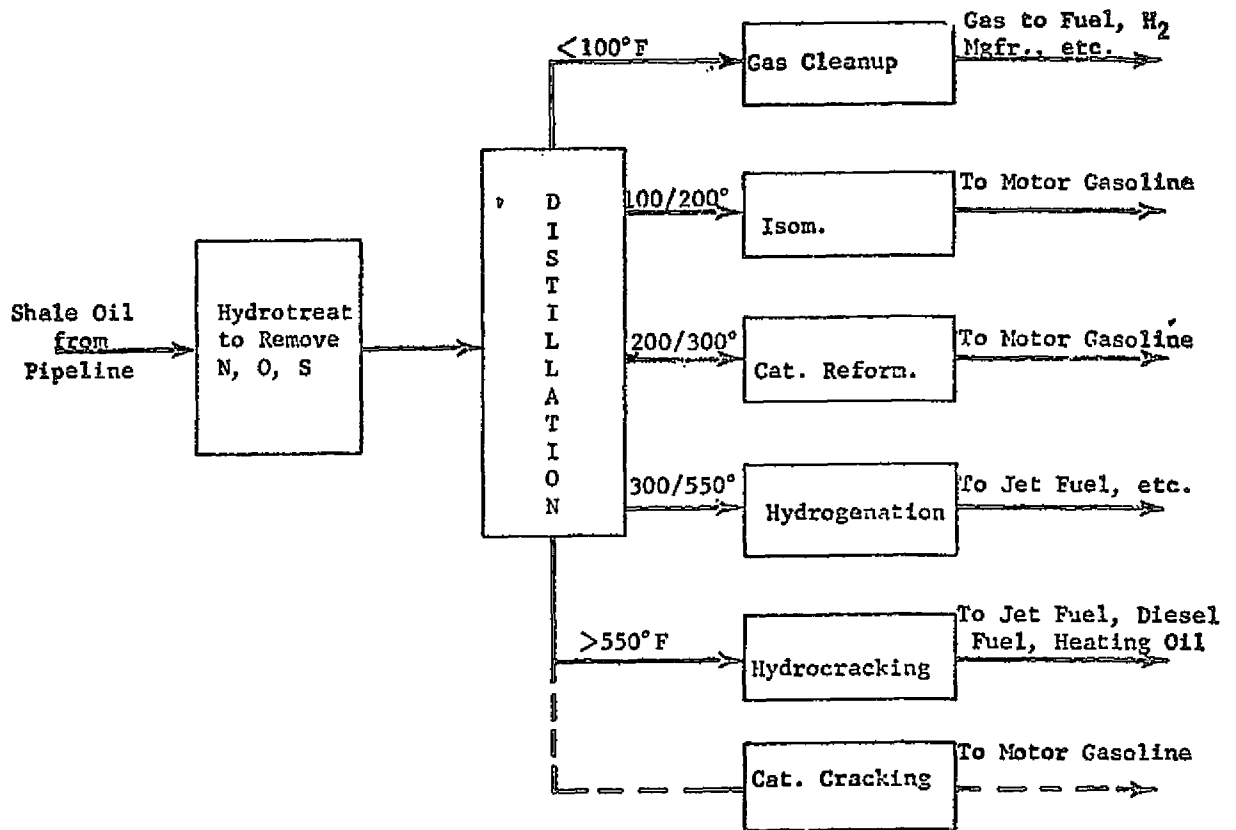 Gas to Fuel, H2
Mgfr., etc.
<100°F
Gas Cleanup
100/200°
Isom.
To Motor Gasoline
Shale Oil
from
Pipeline
Hydrotreat
to Remove
N, O, S
D
I
S
T
I
L
L
A
T
I
O
N
200/300°
Cat. Reform.
To Motor Gasoline
300/550°
Hydrogenation
To Jet Fuel, etc.
>550°F
Hydrocracking
To Jet Fuel, Diesel
Fuel, Heating Oil
Cat. Cracking
To Motor Gasoline